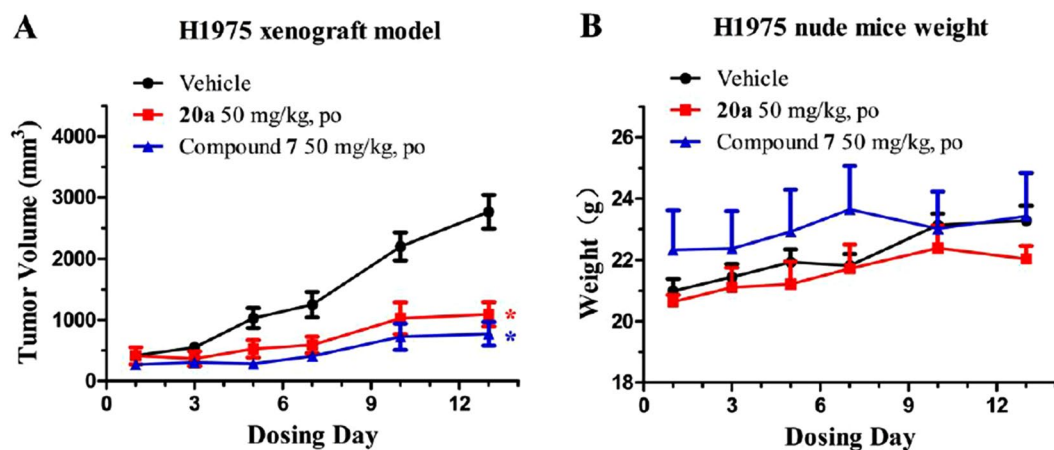 A
H1975 xenograft model
Vehicle
20a 50 mg/kg, po
Compound 7 50 mg/kg, po
Tumor Volume (mm³)
4000
3000
2000
1000
0
0
3
6
9
12
*
*
Dosing Day
B
H1975 nude mice weight
Vehicle
20a 50 mg/kg, po
Compound 7 50 mg/kg, po
Weight （g）
26
24
22
20
18
0
3
6
9
12
Dosing Day